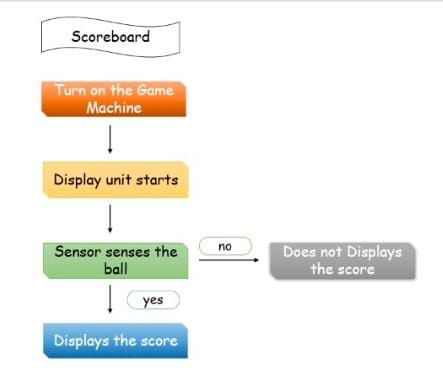 Scoreboard
Turn on the Game
Machine
Display unit starts
Sensor senses the
ball
no
Does not Displays
the score
yes
Displays the score